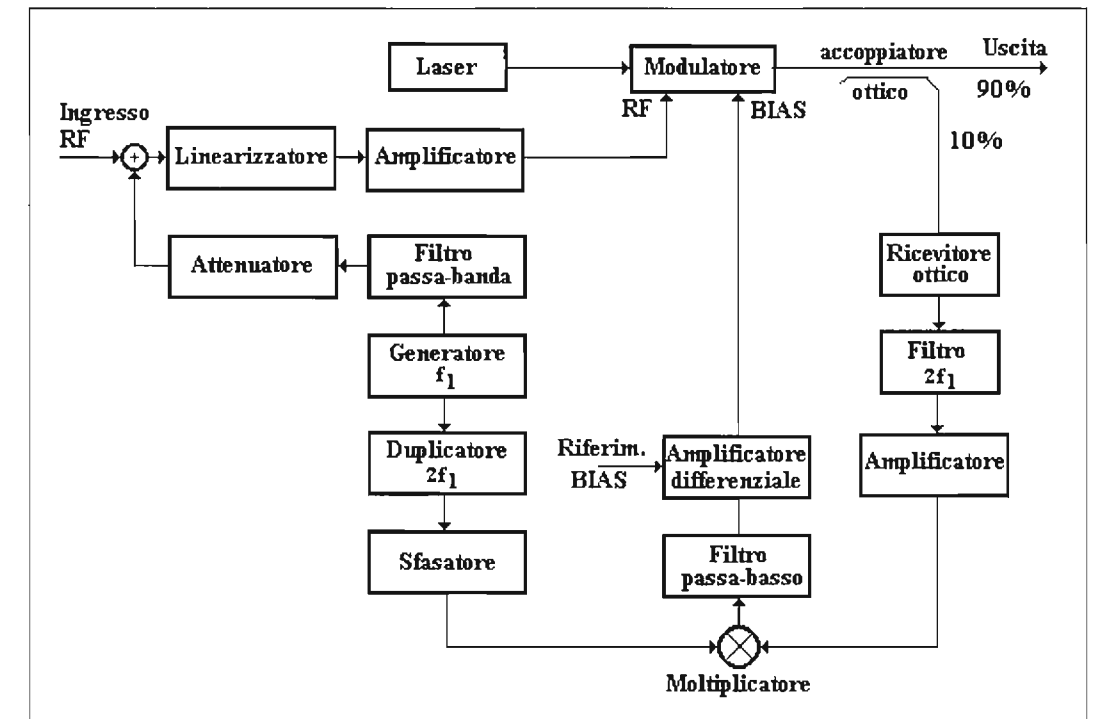 Laser
Modulatore
accoppiatore
ottico
Uscita
90%
10%
RF
BIAS
Ingresso
RF
+
Linearizzatore
Amplificatore
Attenuatore
Filtro
passa-banda
Ricevitore
ottico
Generatore
f1
Filtro
2f1
Duplicatore
2f1
Riferim.
BIAS
Amplificatore
differenziale
Amplificatore
Sfasatore
Filtro
passa-basso
Moltiplicatore